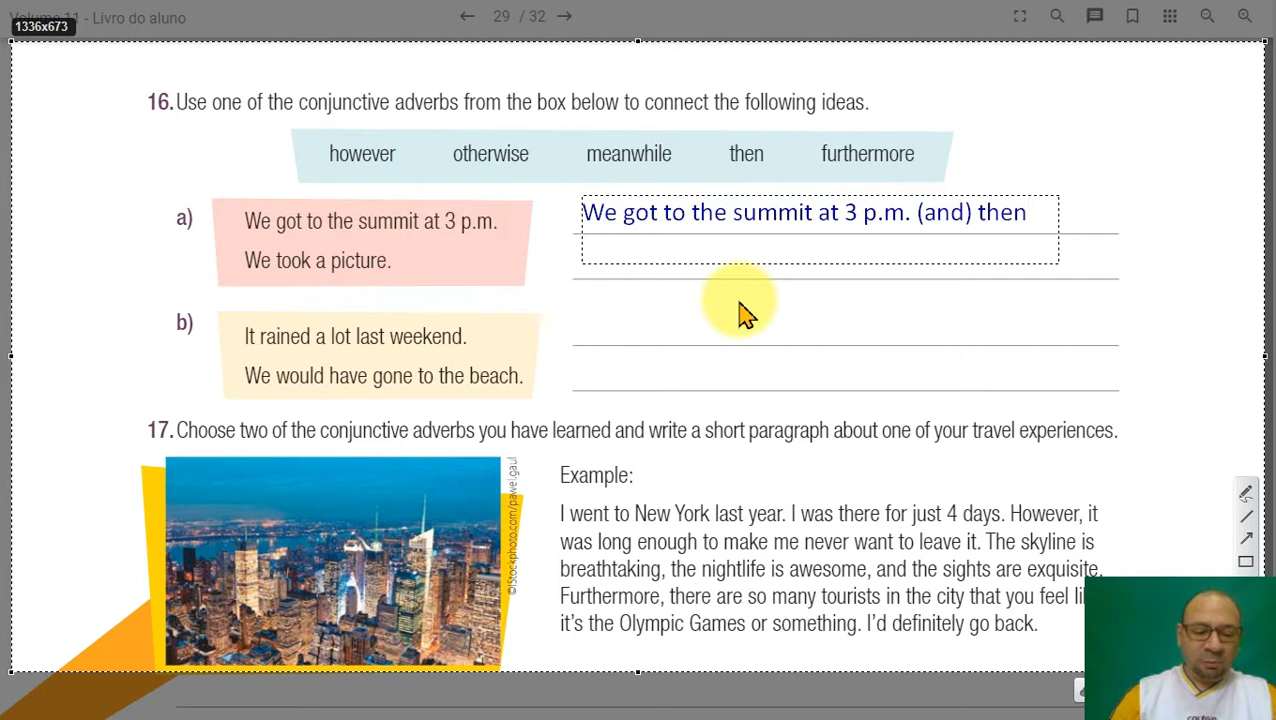 Volume 11 - Livro do aluno
29 / 32
1336x673
16. Use one of the conjunctive adverbs from the box below to connect the following ideas.
however otherwise meanwhile then furthermore
a) We got to the summit at 3 p.m.
We took a picture.
We got to the summit at 3 p.m. (and) then
b) It rained a lot last weekend.
We would have gone to the beach.
17. Choose two of the conjunctive adverbs you have learned and write a short paragraph about one of your travel experiences.
©iStockphoto.com/pawel.gaul
Example:
I went to New York last year. I was there for just 4 days. However, it
was long enough to make me never want to leave it. The skyline is
breathtaking, the nightlife is awesome, and the sights are exquisite.
Furthermore, there are so many tourists in the city that you feel
it's the Olympic Games or something. I'd definitely go back.